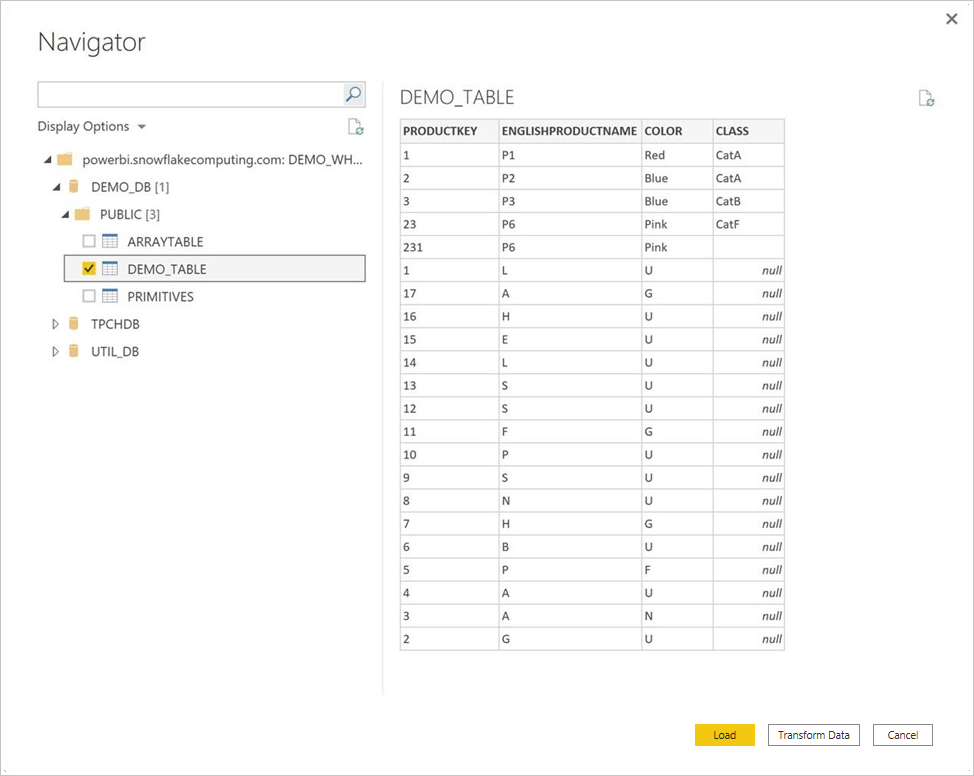 Navigator
Display Options
powerbi.snowflakecomputing.com: DEMO_WH...
DEMO_DB [1]
PUBLIC [3]
ARRAYTABLE
DEMO_TABLE
PRIMITIVES
TPCHDB
UTIL_DB
DEMO_TABLE
PRODUCTKEY ENGLISHPRODUCTNAME COLOR CLASS
1 P1 Red CatA
2 P2 Blue CatA
3 P3 Blue CatB
23 P6 Pink CatF
231 P6 Pink
1 L U null
17 A G null
16 H U null
15 E U null
14 L U null
13 S U null
12 S U null
11 F G null
10 P U null
9 S U null
8 N U null
7 H G null
6 B U null
5 P F null
4 A U null
3 A N null
2 G U null
Load Transform Data Cancel